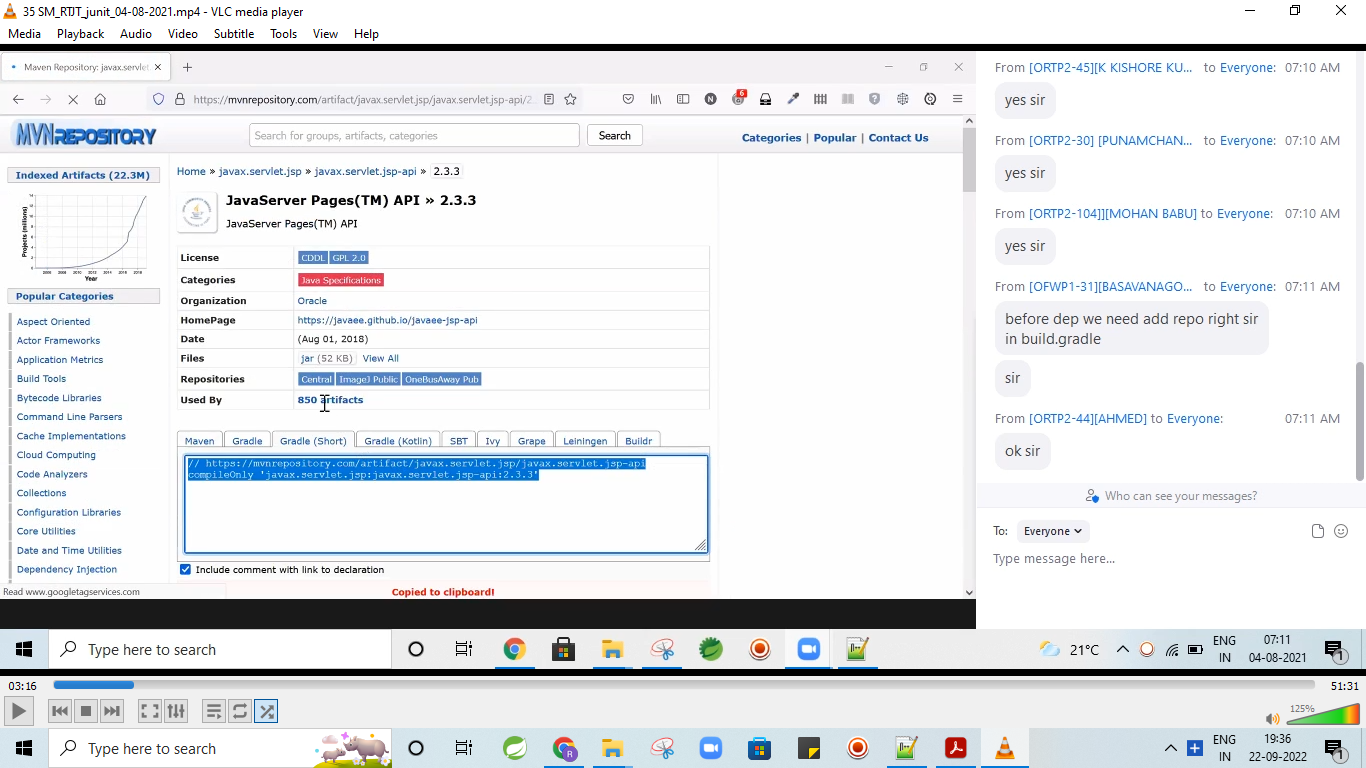 35 SM_RTJT_junit_04-08-2021.mp4 - VLC media player
Media Playback Audio Video Subtitle Tools View Help
Maven Repository: javax.servlet
https://mvnrepository.com/artifact/javax.servlet.jsp/javax.servlet.jsp-api/2.
6
MVNREPOSITORY
Search for groups, artifacts, categories
Search
Categories | Popular | Contact Us
Indexed Artifacts (22.3M)
Projects (millions)
Year
Popular Categories
Aspect Oriented
Actor Frameworks
Application Metrics
Build Tools
Bytecode Libraries
Command Line Parsers
Cache Implementations
Cloud Computing
Code Analyzers
Collections
Configuration Libraries
Core Utilities
Date and Time Utilities
Dependency Injection
Home » javax.servlet.jsp » javax.servlet.jsp-api » 2.3.3
JavaServer Pages(TM) API » 2.3.3
JavaServer Pages(TM) API
License CDDL GPL 2.0
Categories Java Specifications
Organization Oracle
HomePage https://javaee.github.io/javaee-jsp-api
Date (Aug 01, 2018)
Files jar (52 KB) View All
Repositories Central ImageJ Public OneBusAway Pub
Used By 850 artifacts
Maven Gradle Gradle (Short) Gradle (Kotlin) SBT Ivy Grape Leiningen Buildr
// https://mvnrepository.com/artifact/javax.servlet.jsp/javax.servlet.jsp-api
compileOnly 'javax.servlet.jsp:javax.servlet.jsp-api:2.3.3'
Include comment with link to declaration
Copied to clipboard!
Read www.googletagservices.com
From [ORTP2-45][K KISHORE KU... to Everyone: 07:10 AM
yes sir
From [ORTP2-30] [PUNAMCHAN... to Everyone: 07:10 AM
yes sir
From [ORTP2-104]][MOHAN BABU] to Everyone: 07:10 AM
yes sir
From [OFWP1-31][BASAVANAGO... to Everyone: 07:11 AM
before dep we need add repo right sir
in build.gradle
sir
From [ORTP2-44][AHMED] to Everyone: 07:11 AM
ok sir
Who can see your messages?
To: Everyone
Type message here...
Type here to search
21°C
ENG
IN
07:11
04-08-2021
1
03:16
51:31
125%
Type here to search
ENG
IN
19:36
22-09-2022
1